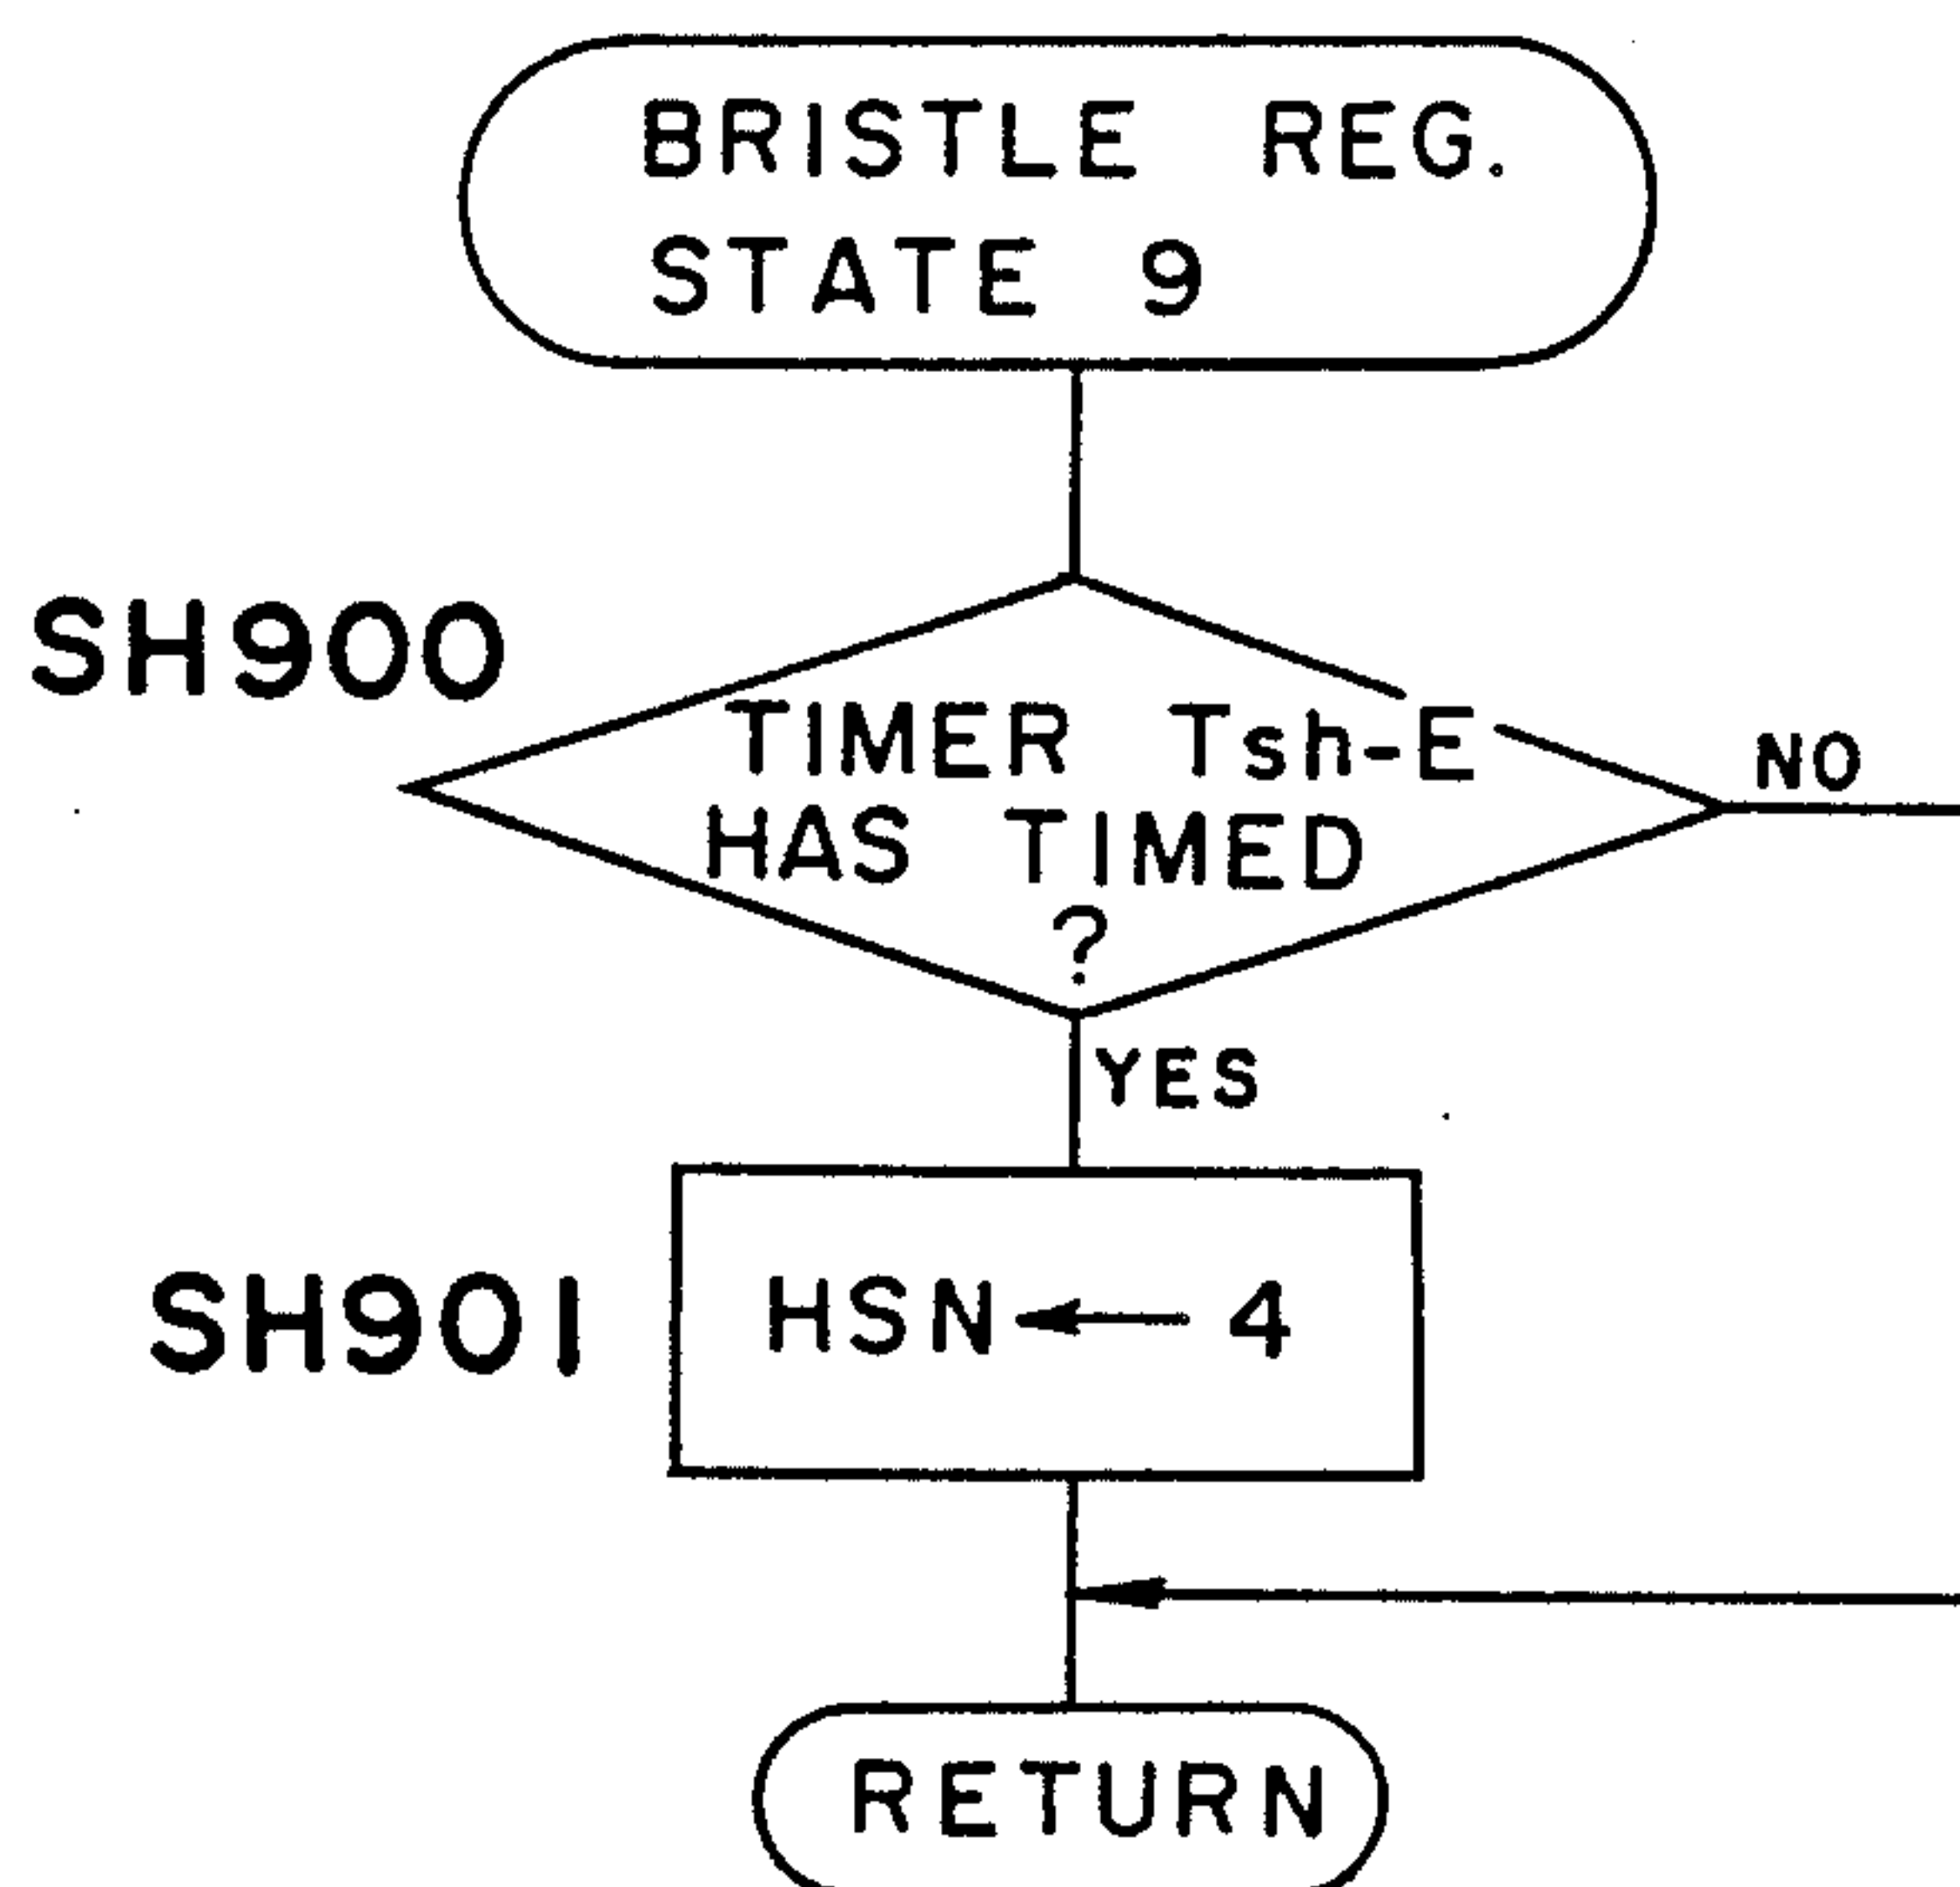 BRISTLE REG.
STATE 9
SH900
TIMER Tsh-E
HAS TIMED
?
NO
YES
SH901
HSN ← 4
RETURN